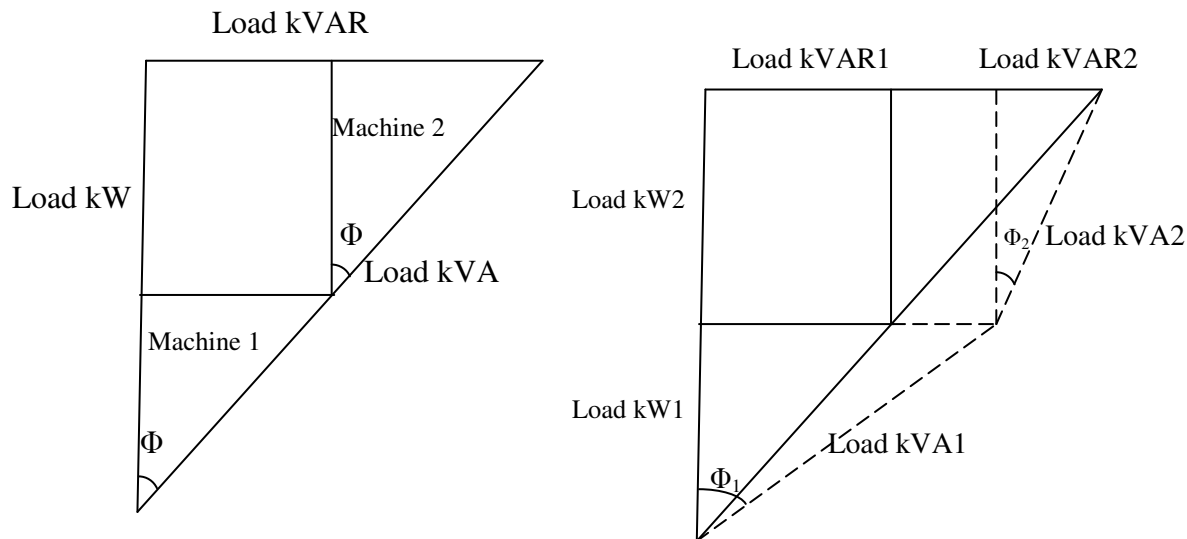 Load kVAR
Machine 2
Load kW
Φ
Load kVA
Machine 1
Φ
Load kVAR1
Load kVAR2
Load kW2
Φ2
Load kVA2
Load kW1
Load kVA1
Φ1